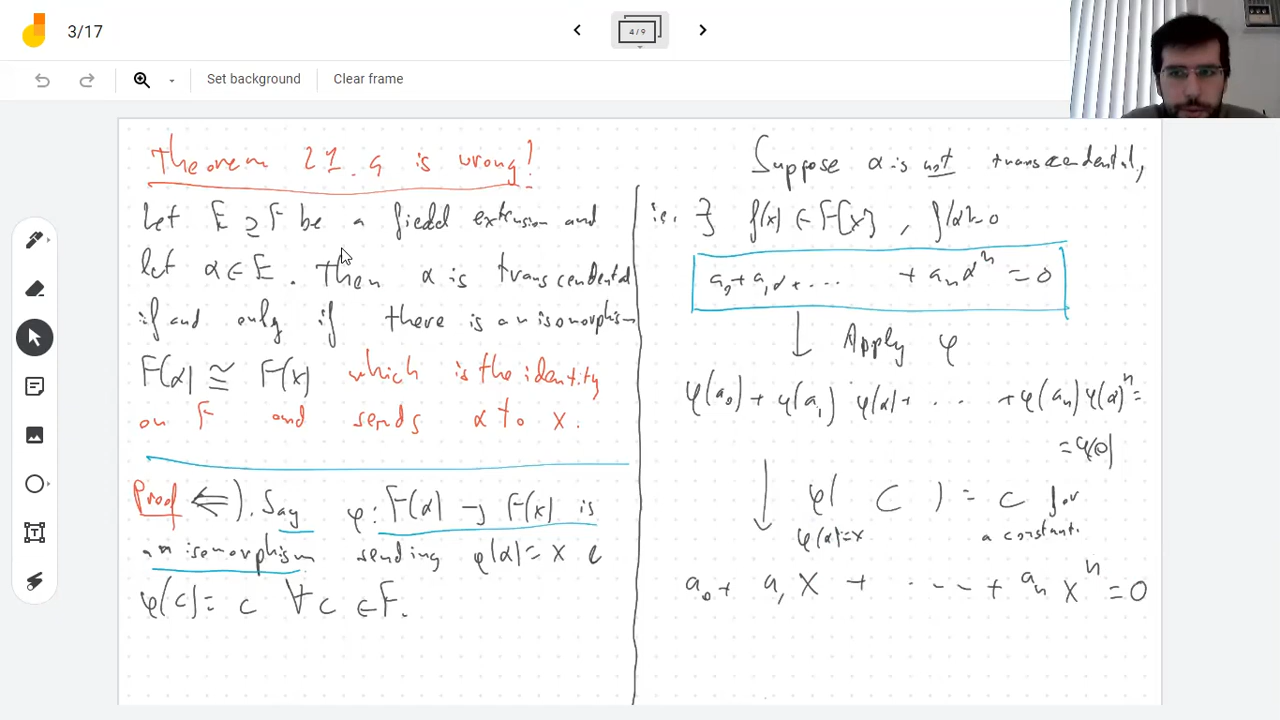 3/17
4/9
Set background
Clear frame
Theorem 21.4 is wrong!
Let E ⊇ F be a field extension and
let α ∈ E. Then α is transcendental
if and only if there is an isomorphism
F(α) ≅ F(x) which is the identity
on F and sends α to x.
Proof ⇐). Say φ: F(α) → F(x) is
an isomorphism sending φ(α) = x e
φ(c) = c ∀c ∈ F.
Suppose α is not transcendental,
i.e. ∃ f(x) ∈ F[x], f(α) = 0
a₀ + a₁α + ... + aₙαⁿ = 0
↓ Apply φ
φ(a₀) + φ(a₁) φ(α) + ... + φ(aₙ) φ(α)ⁿ =
= φ(0)
↓ φ( c ) = c for
φ(α) = x a constant.
a₀ + a₁ x + ... + aₙ xⁿ = 0